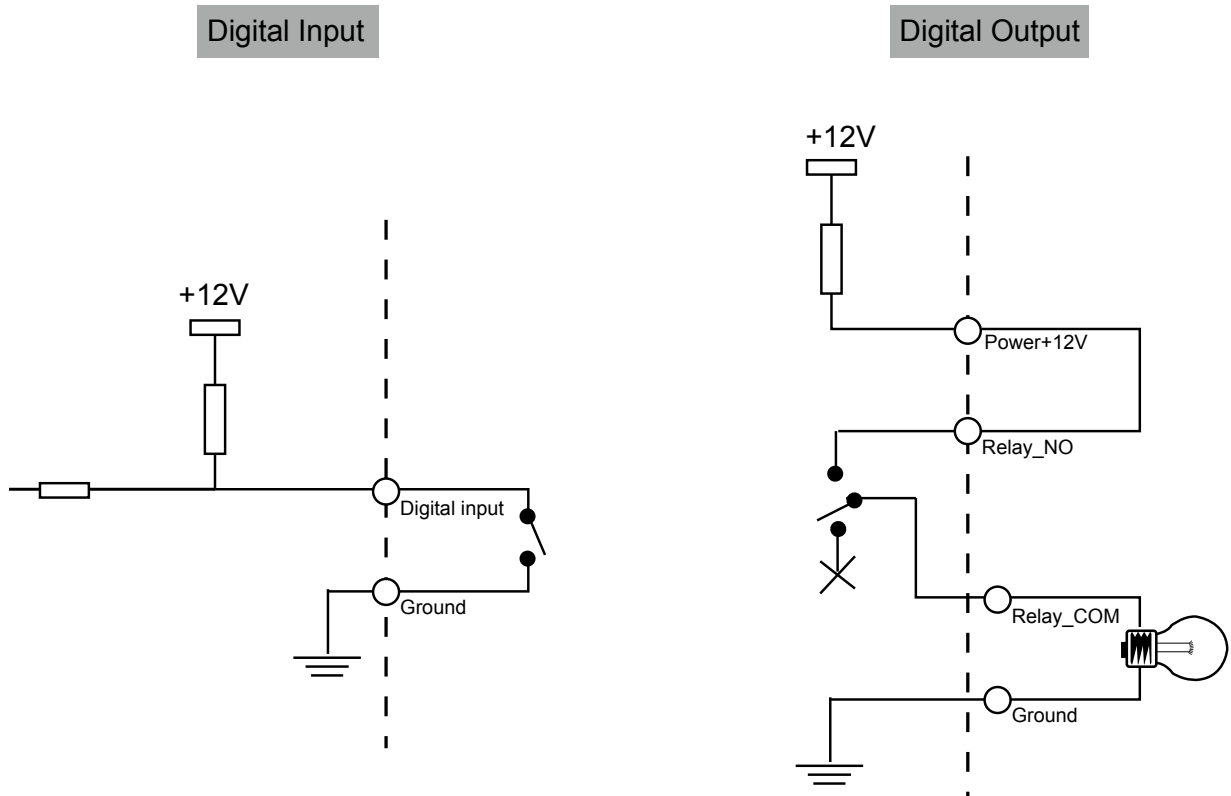 Digital Input
+12V
Digital input
Ground
Digital Output
+12V
Power+12V
Relay_NO
Relay_COM
Ground